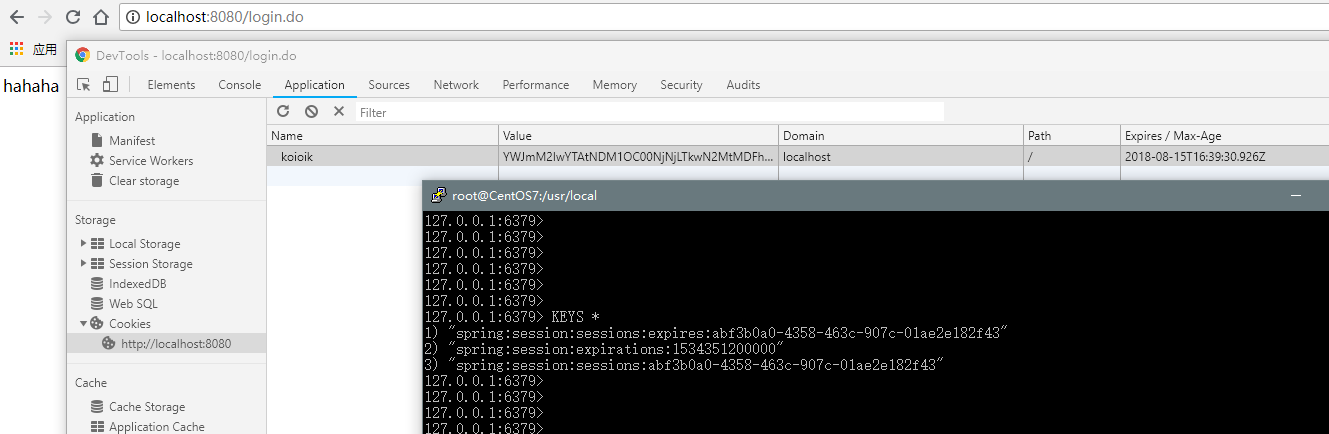 localhost:8080/login.do
应用
DevTools - localhost:8080/login.do
hahaha
Elements Console Application Sources Network Performance Memory Security Audits
Application
Manifest
Service Workers
Clear storage
Storage
Local Storage
Session Storage
IndexedDB
Web SQL
Cookies
http://localhost:8080
Cache
Cache Storage
Application Cache
Filter
Name Value Domain Path Expires / Max-Age
koioik YWJmM2IwYTAtNDM1OC00NjNjLTkwN2MtMDFh... localhost / 2018-08-15T16:39:30.926Z
root@CentOS7:/usr/local
127.0.0.1:6379>
127.0.0.1:6379>
127.0.0.1:6379>
127.0.0.1:6379>
127.0.0.1:6379>
127.0.0.1:6379>
127.0.0.1:6379> KEYS *
1) "spring:session:sessions:expires:abf3b0a0-4358-463c-907c-01ae2e182f43"
2) "spring:session:expirations:1534351200000"
3) "spring:session:sessions:abf3b0a0-4358-463c-907c-01ae2e182f43"
127.0.0.1:6379>
127.0.0.1:6379>
127.0.0.1:6379>
127.0.0.1:6379>